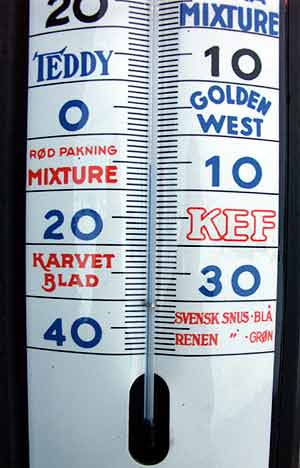 20
MIXTURE
TEDDY
10
0
GOLDEN
WEST
RØD PAKNING
MIXTURE
10
20
KEF
KARVET
BLAD
30
40
SVENSK SNUS·BLÅ
RENEN " -GRØN